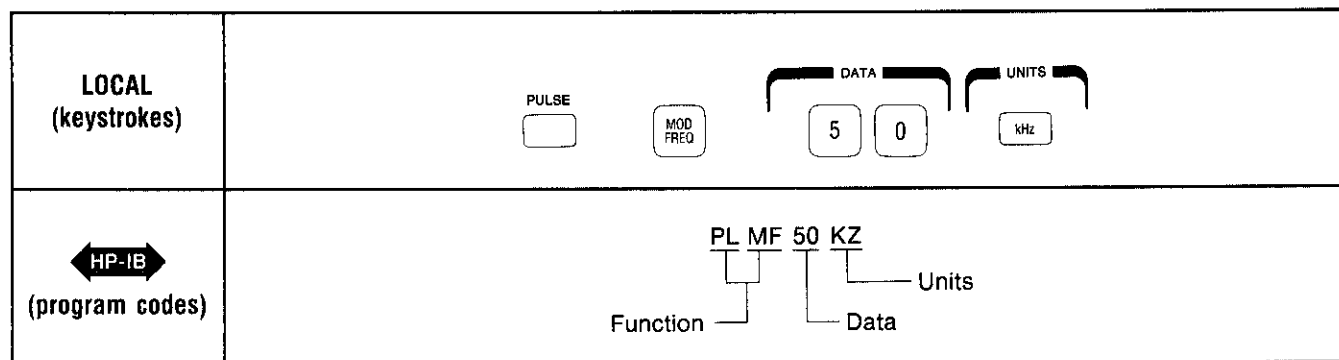 LOCAL
(keystrokes)
DATA
UNITS
PULSE
MOD
FREQ
5 0
kHz
HP-IB
(program codes)
PL MF 50 KZ
Units
Function
Data